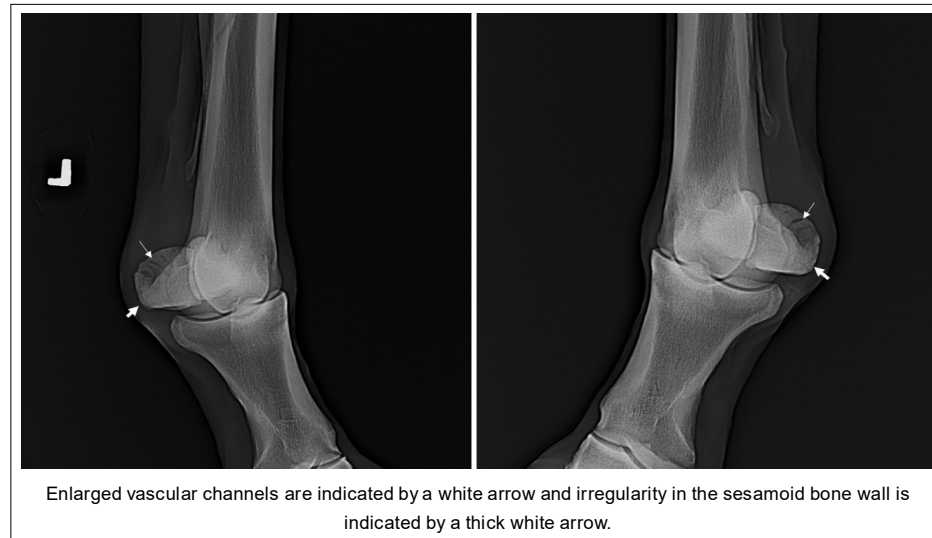 L
Enlarged vascular channels are indicated by a white arrow and irregularity in the sesamoid bone wall is
indicated by a thick white arrow.